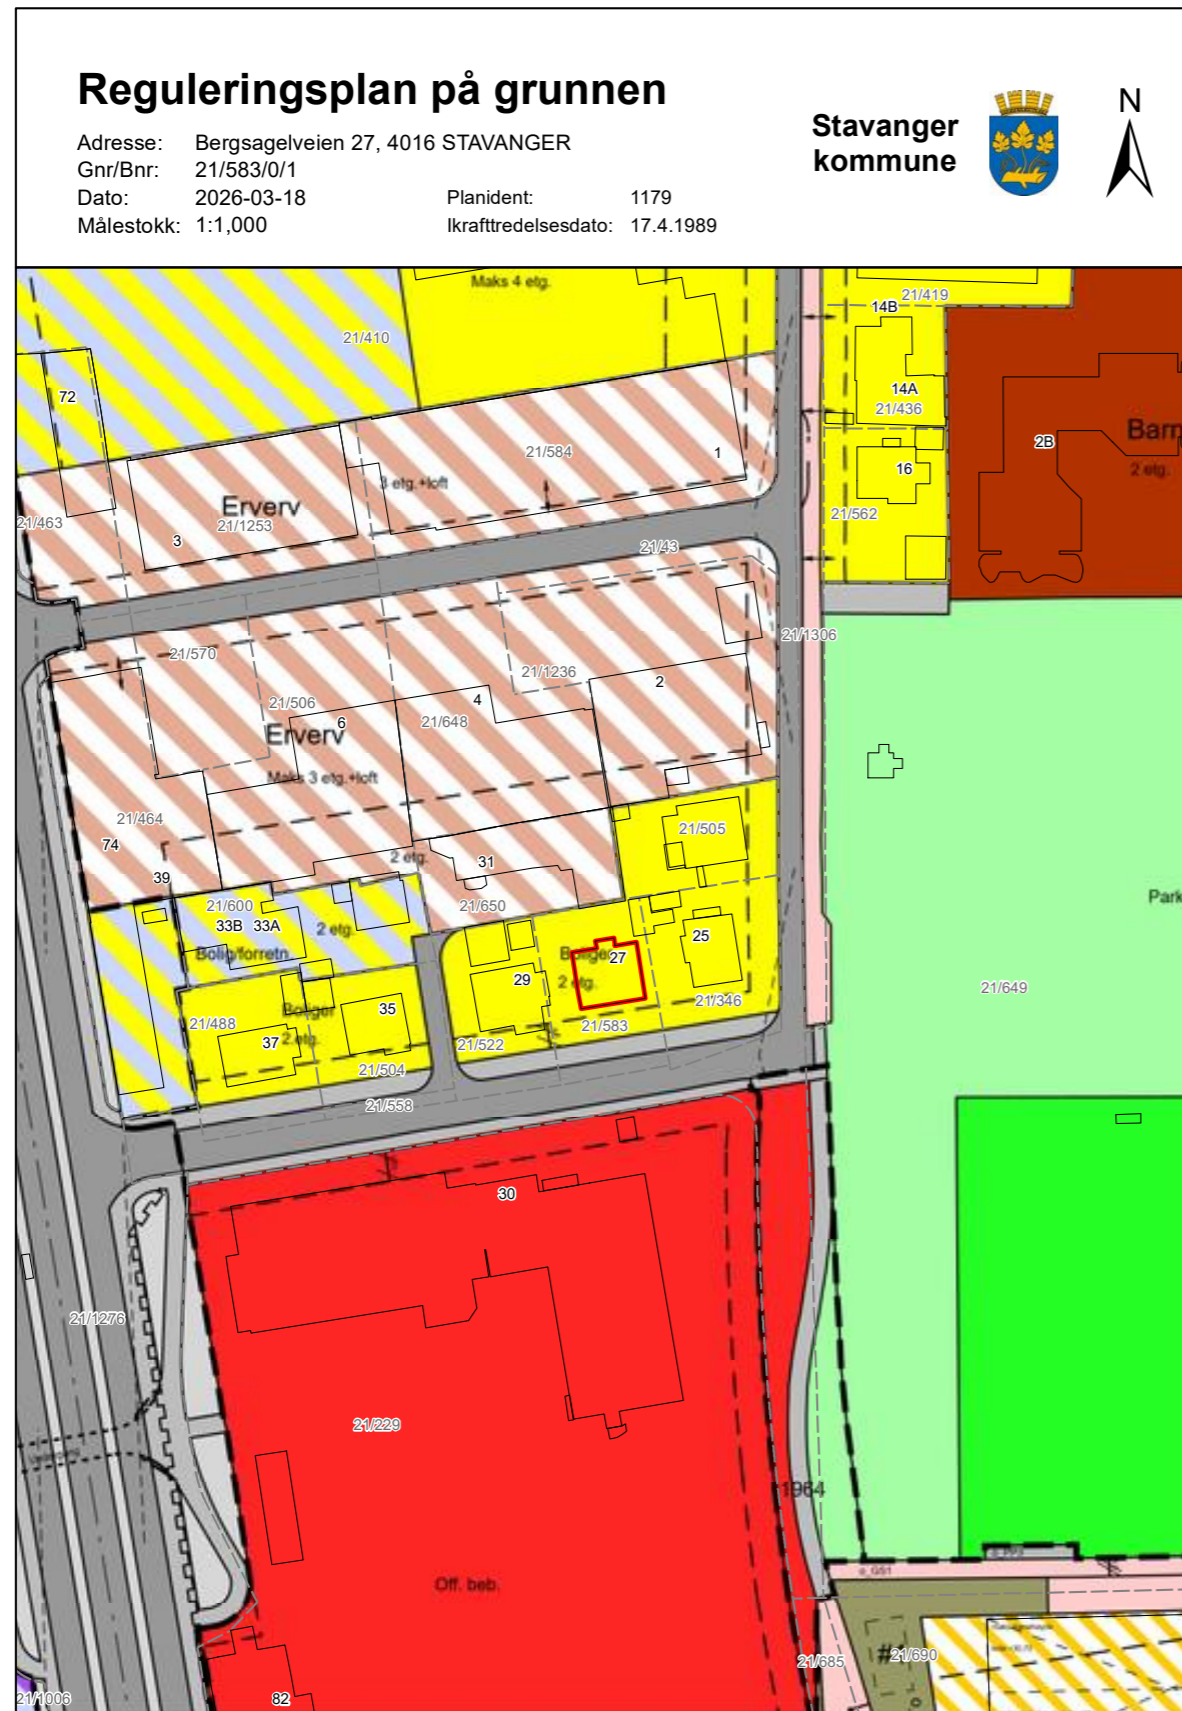 Reguleringsplan på grunnen
Adresse: Bergsagelveien 27, 4016 STAVANGER
Gnr/Bnr: 21/583/0/1
Dato: 2026-03-18 Planident: 1179
Målestokk: 1:1,000 Ikrafttredelsesdato: 17.4.1989
Stavanger
kommune
N
Maks 4 etg.
21/419
14B
21/410
72
14A
21/436
1
21/584
Barn
2B
16
2 etg.
3 etg.+loft
Erverv
21/1253
21/463
21/562
3
21/43
21/1306
21/570
21/1236
2
21/506
4
6
21/648
Erverv
Maks 3 etg.+loft
21/464
21/505
74
2 etg.
31
39
Park
21/600
21/650
33B 33A
2 etg.
25
Bolig/forretn.
Boliger
27
29
2 etg.
21/649
21/346
35
Boliger
21/488
21/583
37
2 etg.
21/522
21/504
21/558
30
21/1276
21/229
1964
Off. beb.
o_GS1
#
21/690
21/685
82
21/1006